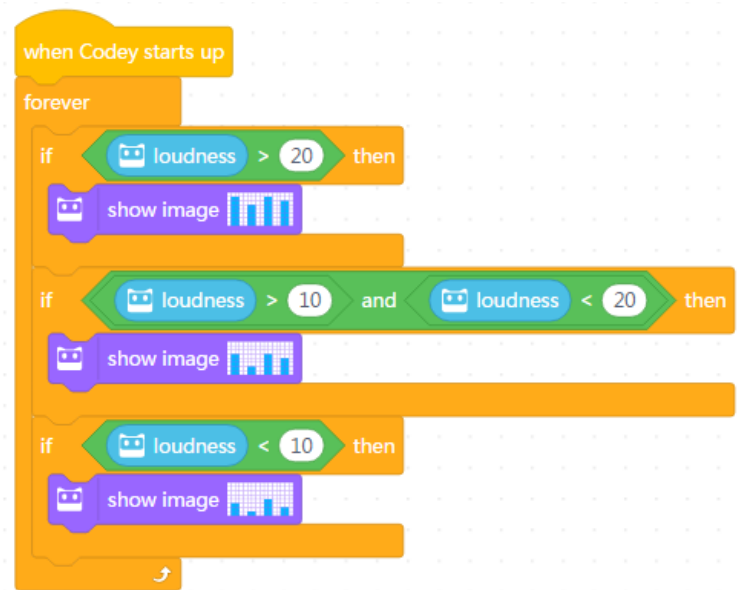 when Codey starts up
forever
if loudness > 20 then
show image
if loudness > 10 and loudness < 20 then
show image
if loudness < 10 then
show image